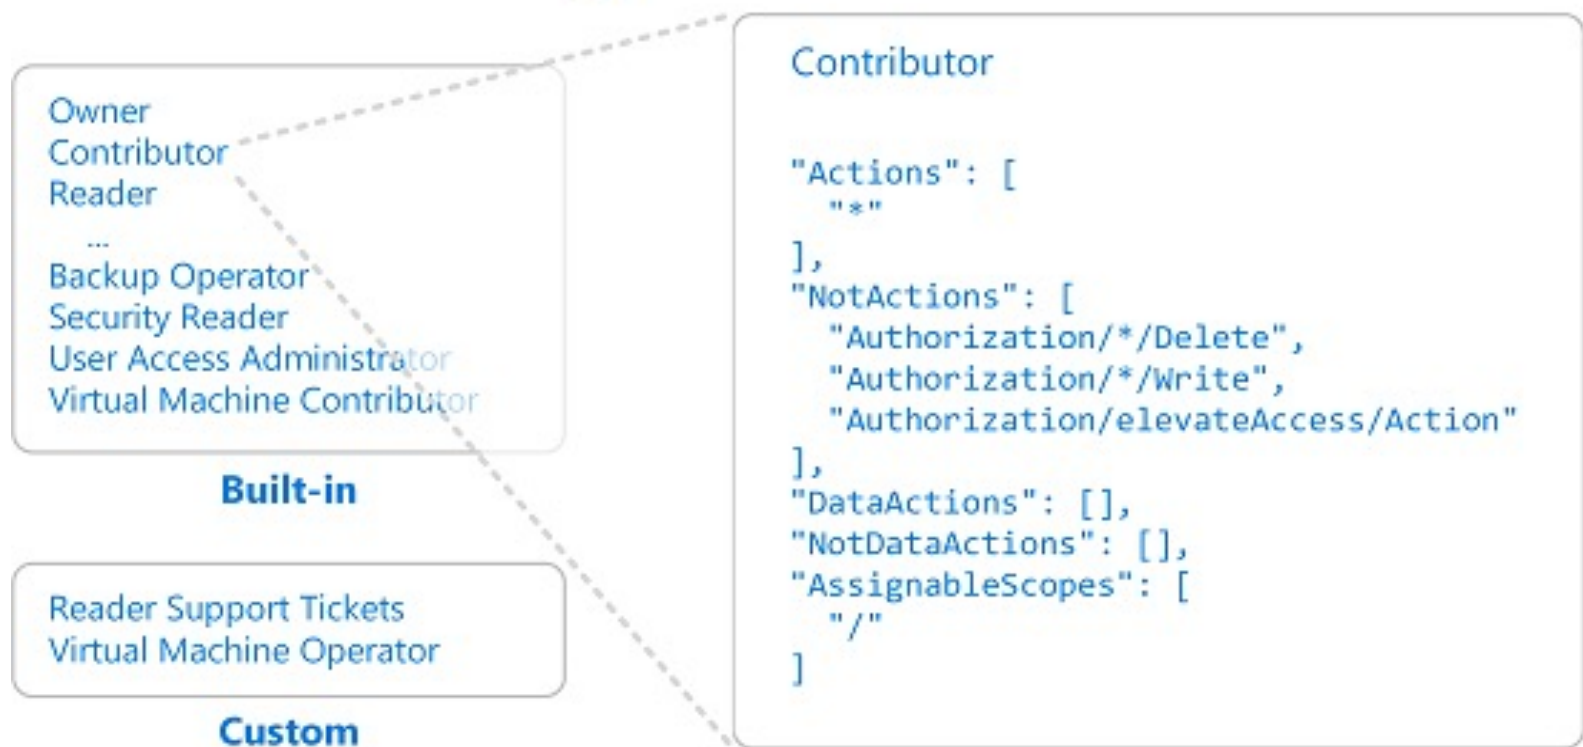 Owner
Contributor
Reader
...
Backup Operator
Security Reader
User Access Administrator
Virtual Machine Contributor
Built-in
Reader Support Tickets
Virtual Machine Operator
Custom
Contributor
"Actions": [
"*"
],
"NotActions": [
"Authorization/*/Delete",
"Authorization/*/Write",
"Authorization/elevateAccess/Action"
],
"DataActions": [],
"NotDataActions": [],
"AssignableScopes": [
"/"
]